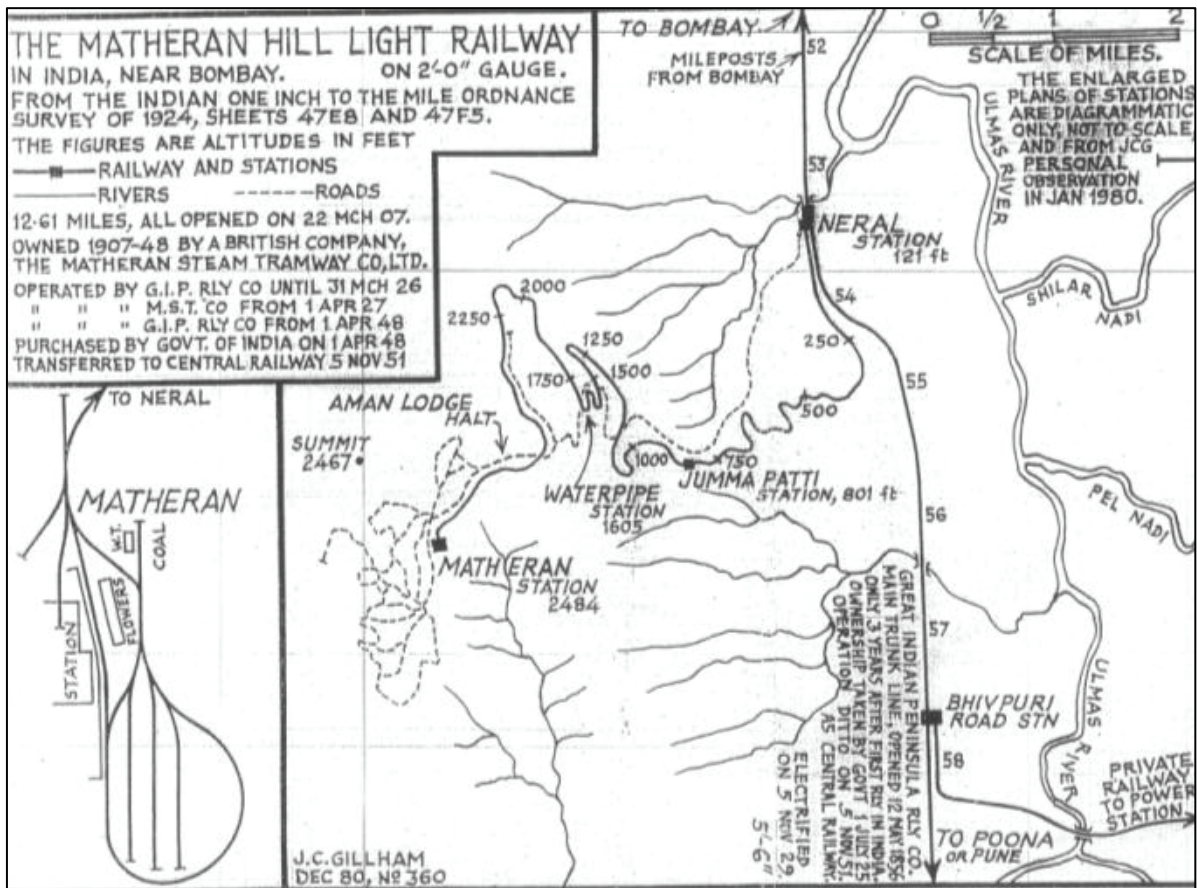 THE MATHERAN HILL LIGHT RAILWAY
IN INDIA, NEAR BOMBAY. ON 2'-0" GAUGE.
FROM THE INDIAN ONE INCH TO THE MILE ORDNANCE
SURVEY OF 1924, SHEETS 47E8 AND 47F5.
THE FIGURES ARE ALTITUDES IN FEET
RAILWAY AND STATIONS
RIVERS ROADS
12·61 MILES, ALL OPENED ON 22 MCH 07.
OWNED 1907-48 BY A BRITISH COMPANY,
THE MATHERAN STEAM TRAMWAY CO, LTD.
OPERATED BY G.I.P. RLY CO UNTIL 31 MCH 26
" " " M.S.T. CO FROM 1 APR 27
" " " G.I.P. RLY CO FROM 1 APR 48
PURCHASED BY GOVT. OF INDIA ON 1 APR 48
TRANSFERRED TO CENTRAL RAILWAY 5 NOV 51
TO BOMBAY.
52
MILEPOSTS
FROM BOMBAY
0 1/2 1 2
SCALE OF MILES.
THE ENLARGED
PLANS OF STATIONS
ARE DIAGRAMMATIC
ONLY, NOT TO SCALE
AND FROM JCG
PERSONAL
OBSERVATION
IN JAN 1980.
ULMAS RIVER
53
NERAL
STATION
121 ft
SHILAR
NADI
54
250
55
500
2000
2250
1250
1750
1500
AMAN LODGE
HALT
SUMMIT
2467
1000
750
JUMMA PATTI
STATION, 801 ft
WATERPIPE
STATION
1605
PEL NADI
56
MATHERAN
STATION
2484
GREAT INDIAN PENINSULA RLY CO.
MAIN TRUNK LINE, OPENED 12 MAY 1856
ONLY 3 YEARS AFTER FIRST RLY IN INDIA.
OWNERSHIP TAKEN BY GOVT 1 JULY 25
OPERATION DITTO ON 5 NOV 51.
AS CENTRAL RAILWAY.
ELECTRIFIED
ON 5 NOV 29.
5'-6"
57
BHIVPURI
ROAD STN
58
ULMAS RIVER
PRIVATE
RAILWAY
TO POWER
STATION.
TO POONA
OR PUNE
TO NERAL
MATHERAN
W.T.
COAL
FLOWERS
STATION
J.C.GILLHAM
DEC 80, Nº 360